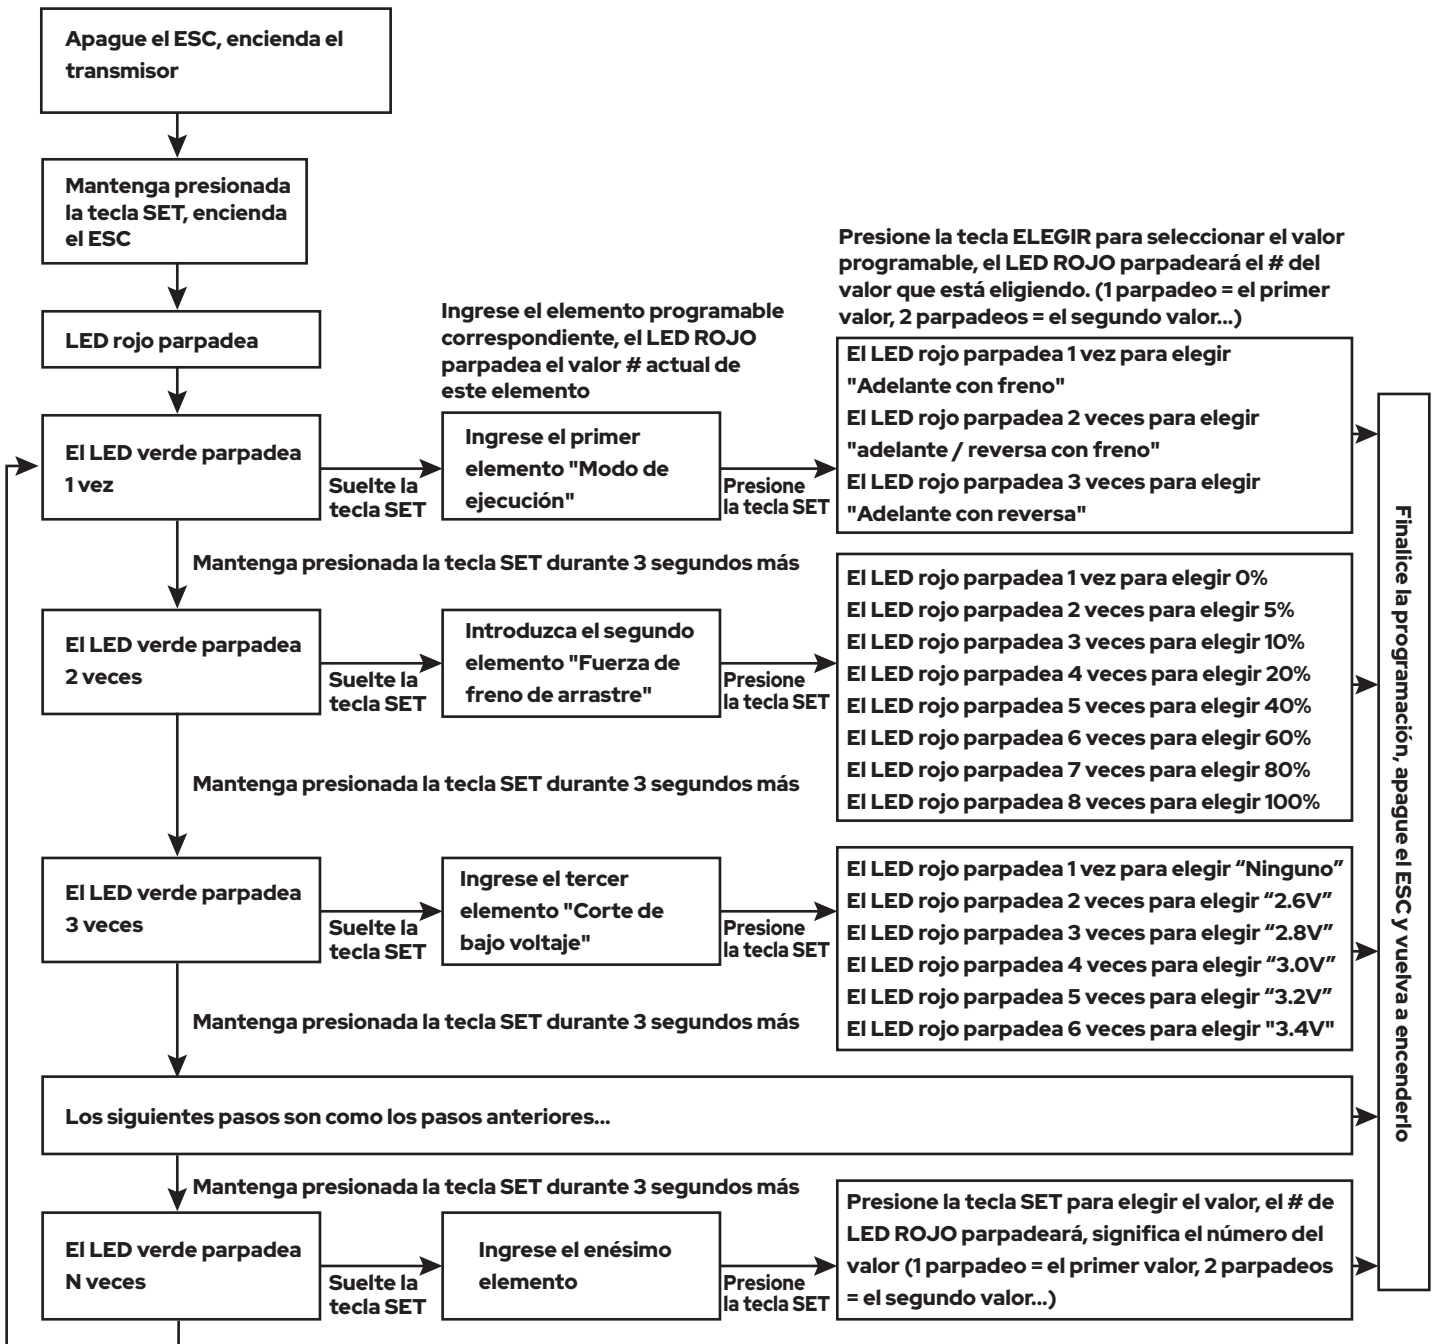 Apague el ESC, encienda el
transmisor
Mantenga presionada
la tecla SET, encienda
el ESC
LED rojo parpadea
Ingrese el elemento programable
correspondiente, el LED ROJO
parpadea el valor # actual de
este elemento
Presione la tecla ELEGIR para seleccionar el valor
programable, el LED ROJO parpadeará el # del
valor que está eligiendo. (1 parpadeo = el primer
valor, 2 parpadeos = el segundo valor...)
El LED verde parpadea
1 vez
Suelte la
tecla SET
Ingrese el primer
elemento "Modo de
ejecución"
Presione
la tecla SET
El LED rojo parpadea 1 vez para elegir
"Adelante con freno"
El LED rojo parpadea 2 veces para elegir
"adelante / reversa con freno"
El LED rojo parpadea 3 veces para elegir
"Adelante con reversa"
Mantenga presionada la tecla SET durante 3 segundos más
El LED verde parpadea
2 veces
Suelte la
tecla SET
Introduzca el segundo
elemento "Fuerza de
freno de arrastre"
Presione
la tecla SET
El LED rojo parpadea 1 vez para elegir 0%
El LED rojo parpadea 2 veces para elegir 5%
El LED rojo parpadea 3 veces para elegir 10%
El LED rojo parpadea 4 veces para elegir 20%
El LED rojo parpadea 5 veces para elegir 40%
El LED rojo parpadea 6 veces para elegir 60%
El LED rojo parpadea 7 veces para elegir 80%
El LED rojo parpadea 8 veces para elegir 100%
Mantenga presionada la tecla SET durante 3 segundos más
El LED verde parpadea
3 veces
Suelte la
tecla SET
Ingrese el tercer
elemento "Corte de
bajo voltaje"
Presione
la tecla SET
El LED rojo parpadea 1 vez para elegir “Ninguno”
El LED rojo parpadea 2 veces para elegir “2.6V”
El LED rojo parpadea 3 veces para elegir “2.8V”
El LED rojo parpadea 4 veces para elegir “3.0V”
El LED rojo parpadea 5 veces para elegir “3.2V”
El LED rojo parpadea 6 veces para elegir "3.4V"
Mantenga presionada la tecla SET durante 3 segundos más
Los siguientes pasos son como los pasos anteriores...
Mantenga presionada la tecla SET durante 3 segundos más
El LED verde parpadea
N veces
Suelte la
tecla SET
Ingrese el enésimo
elemento
Presione
la tecla SET
Presione la tecla SET para elegir el valor, el # de
LED ROJO parpadeará, significa el número del
valor (1 parpadeo = el primer valor, 2 parpadeos
= el segundo valor...)
Finalice la programación, apague el ESC y vuelva a encenderlo